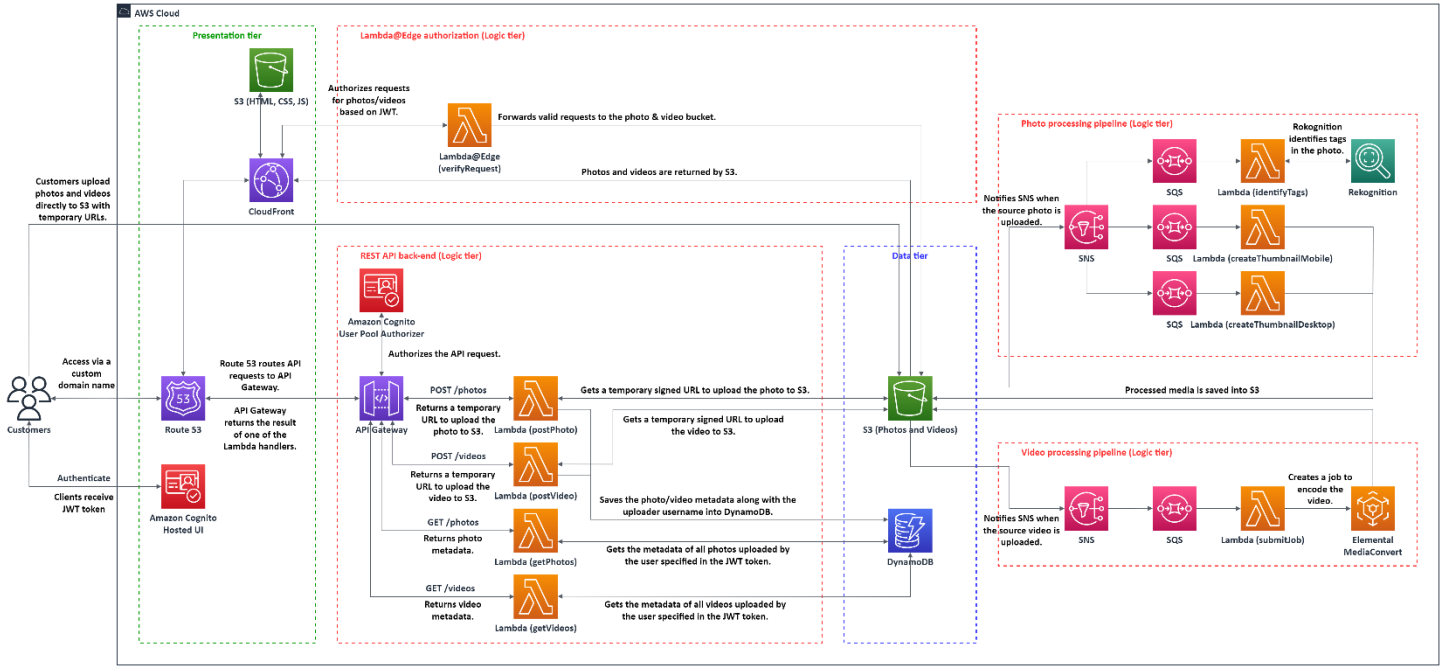 AWS Cloud
Presentation tier
S3 (HTML, CSS, JS)
CloudFront
Lambda@Edge authorization (Logic tier)
Authorizes requests
for photos/videos
based on JWT.
Lambda@Edge
(verifyRequest)
Forwards valid requests to the photo & video bucket.
Photos and videos are returned by S3.
Customers upload
photos and videos
directly to S3 with
temporary URLs.
Access via a
custom
domain name
Customers
Authenticate
Clients receive
JWT token
Route 53 routes API
requests to API
Gateway.
53
Route 53
API Gateway
returns the result
of one of the
Lambda handlers.
Amazon Cognito
Hosted UI
REST API back-end (Logic tier)
Amazon Cognito
User Pool Authorizer
Authorizes the API request.
API Gateway
POST /photos
Returns a temporary
URL to upload the
photo to S3.
Lambda (postPhoto)
Gets a temporary signed URL to upload the photo to S3.
POST /videos
Returns a temporary
URL to upload the
video to S3.
Lambda (postVideo)
Gets a temporary signed URL to upload
the video to S3.
Saves the photo/video metadata along with the
uploader username into DynamoDB.
GET /photos
Returns photo
metadata.
Lambda (getPhotos)
Gets the metadata of all photos uploaded by
the user specified in the JWT token.
GET /videos
Returns video
metadata.
Lambda (getVideos)
Gets the metadata of all videos uploaded by
the user specified in the JWT token.
Data tier
S3 (Photos and Videos)
DynamoDB
Photo processing pipeline (Logic tier)
Rokognition
identifies tags
in the photo.
SQS
Lambda (identifyTags)
Rekognition
Notifies SNS when
the source photo is
uploaded.
SNS
SQS
Lambda (createThumbnailMobile)
SQS
Lambda (createThumbnailDesktop)
Processed media is saved into S3
Video processing pipeline (Logic tier)
Creates a job to
encode the
video.
Notifies SNS when
the source video is
uploaded.
SNS
SQS
Lambda (submitJob)
Elemental
MediaConvert